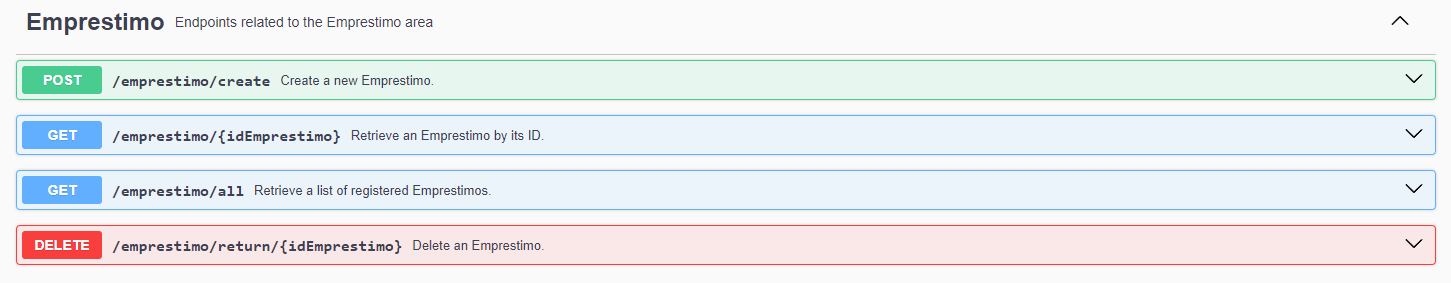 Emprestimo Endpoints related to the Emprestimo area
POST /emprestimo/create Create a new Emprestimo.
GET /emprestimo/{idEmprestimo} Retrieve an Emprestimo by its ID.
GET /emprestimo/all Retrieve a list of registered Emprestimos.
DELETE /emprestimo/return/{idEmprestimo} Delete an Emprestimo.